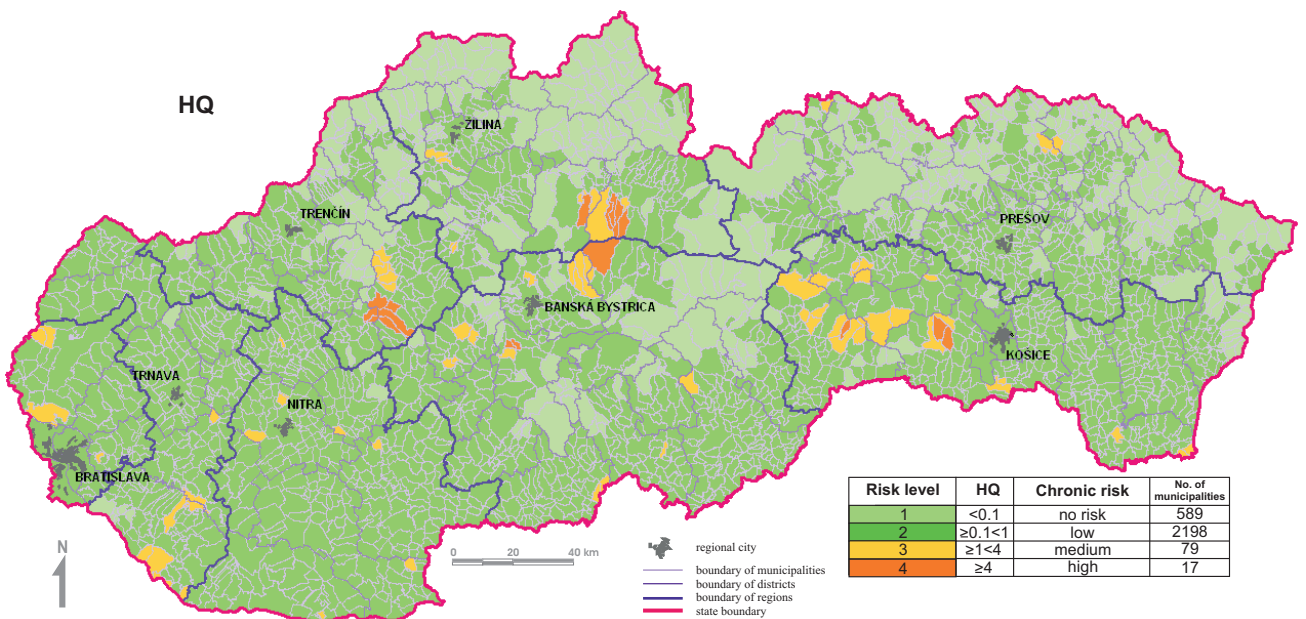 HQ
ŽILINA
TRENČÍN
PREŠOV
BANSKÁ BYSTRICA
KOŠICE
TRNAVA
NITRA
BRATISLAVA
N
0 20 40 km
regional city
boundary of municipalities
boundary of districts
boundary of regions
state boundary
Risk level HQ Chronic risk No. of municipalities
1 <0.1 no risk 589
2 ≥0.1<1 low 2198
3 ≥1<4 medium 79
4 ≥4 high 17